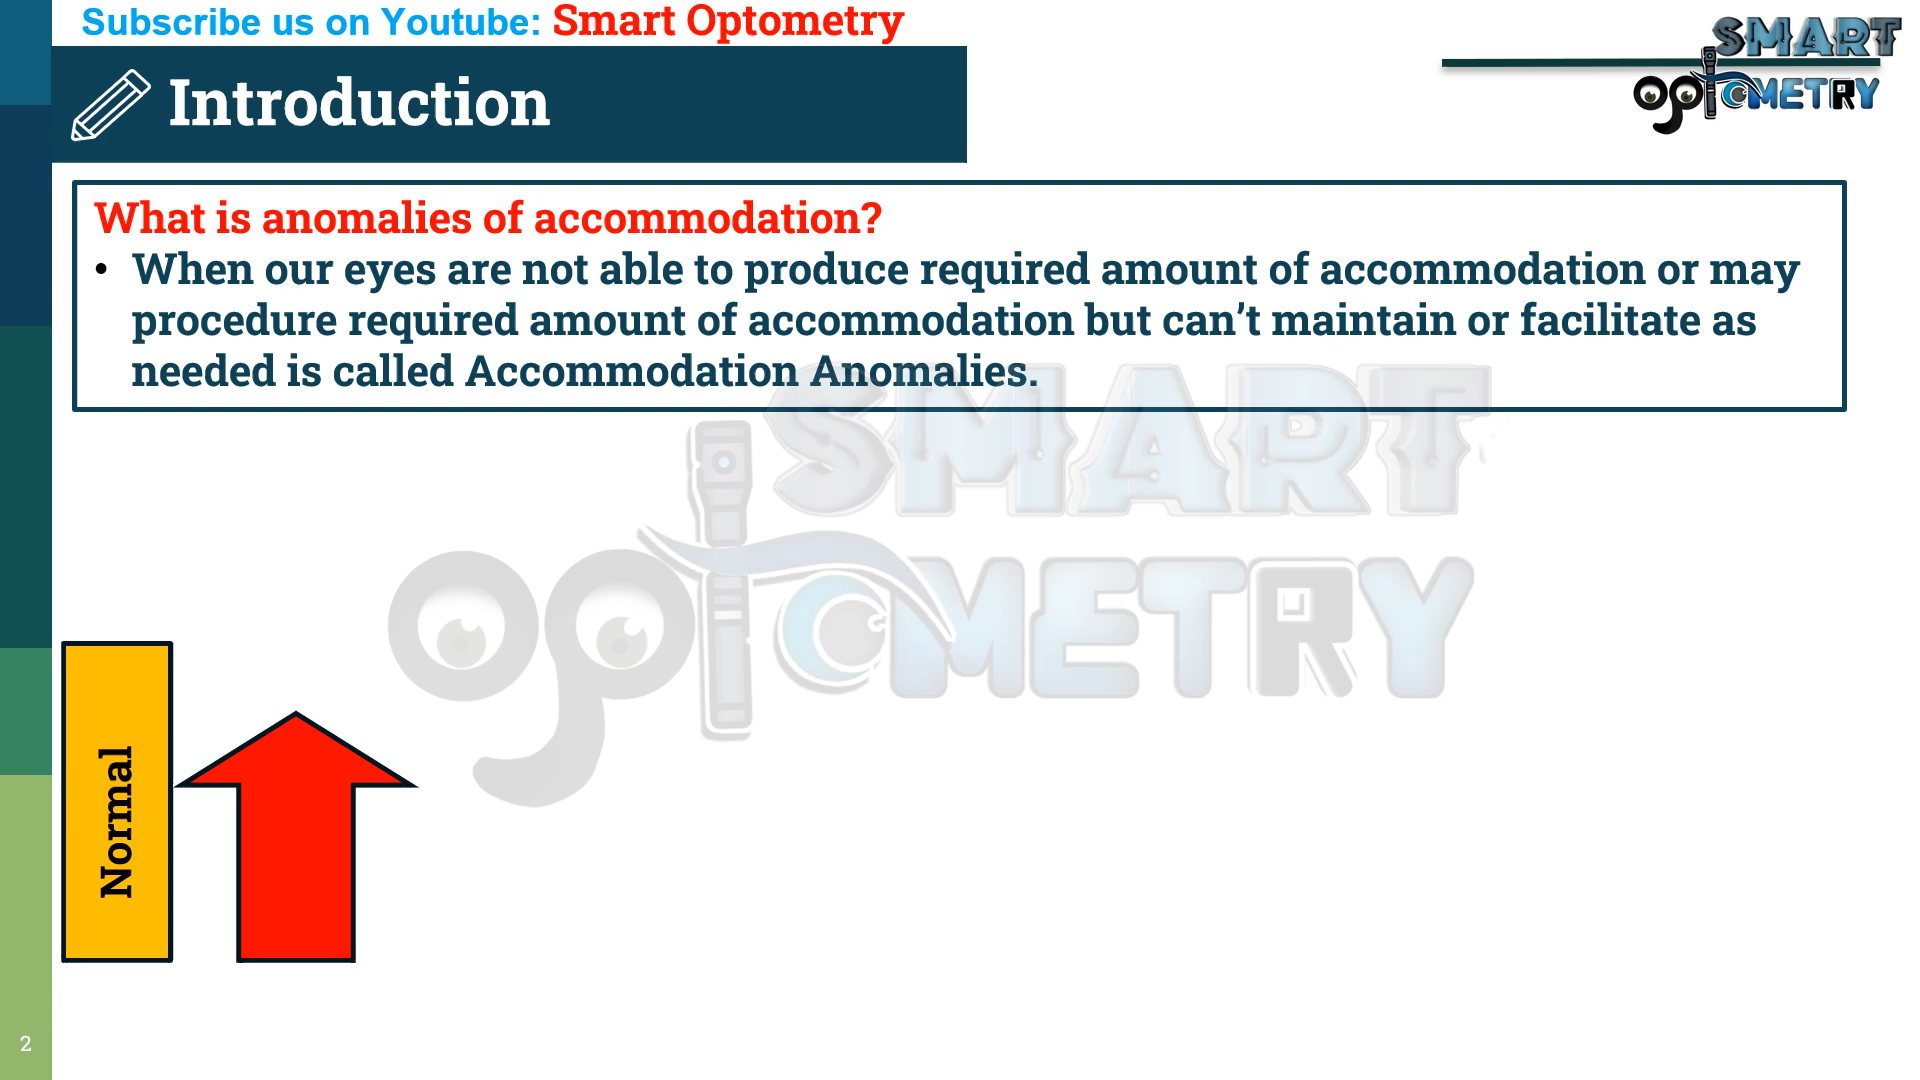 Subscribe us on Youtube: Smart Optometry
SMART
OptOMETRY
Introduction
What is anomalies of accommodation?
• When our eyes are not able to produce required amount of accommodation or may
procedure required amount of accommodation but can’t maintain or facilitate as
needed is called Accommodation Anomalies.
SMART
OptOMETRY
Normal
2